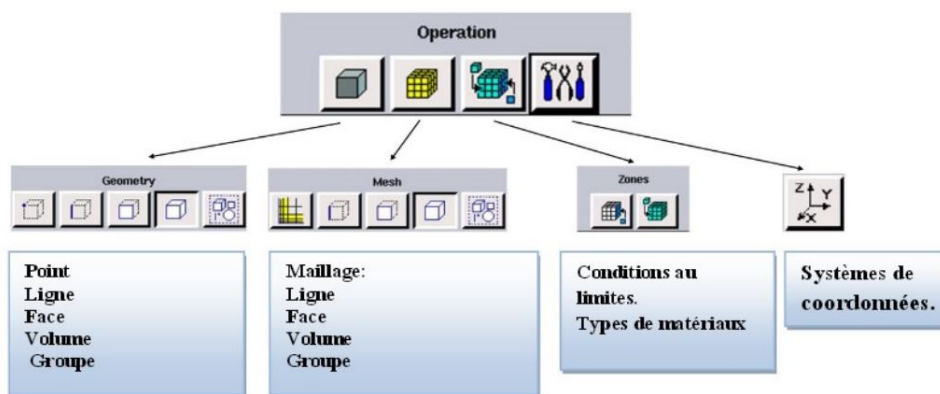 Operation
Geometry
Mesh
Zones
Z
Y
X
Point
Ligne
Face
Volume
Groupe
Maillage:
Ligne
Face
Volume
Groupe
Conditions au
limites.
Types de matériaux
Systèmes de
coordonnées.